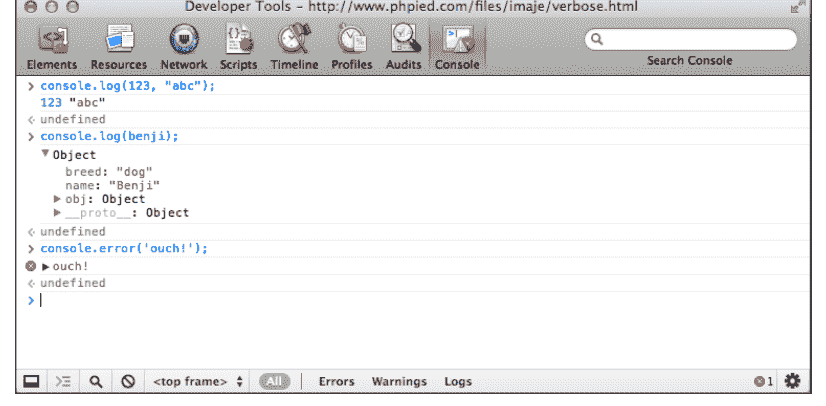 Developer Tools - http://www.phpied.com/files/imaje/verbose.html
Elements Resources Network Scripts Timeline Profiles Audits Console Search Console
> console.log(123, "abc");
123 "abc"
< undefined
> console.log(benji);
▼Object
breed: "dog"
name: "Benji"
▶ obj: Object
▶ __proto__: Object
< undefined
> console.error('ouch!');
▶ ouch!
< undefined
>
<top frame> All Errors Warnings Logs 1